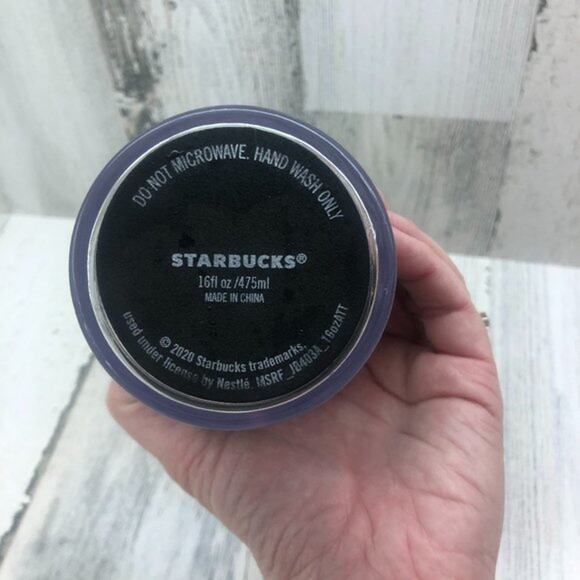 DO NOT MICROWAVE. HAND WASH ONLY
STARBUCKS®
16fl oz /475ml
MADE IN CHINA
© 2020 Starbucks trademarks,
used under license by Nestlé. MSRF_JB403A_16ozATT